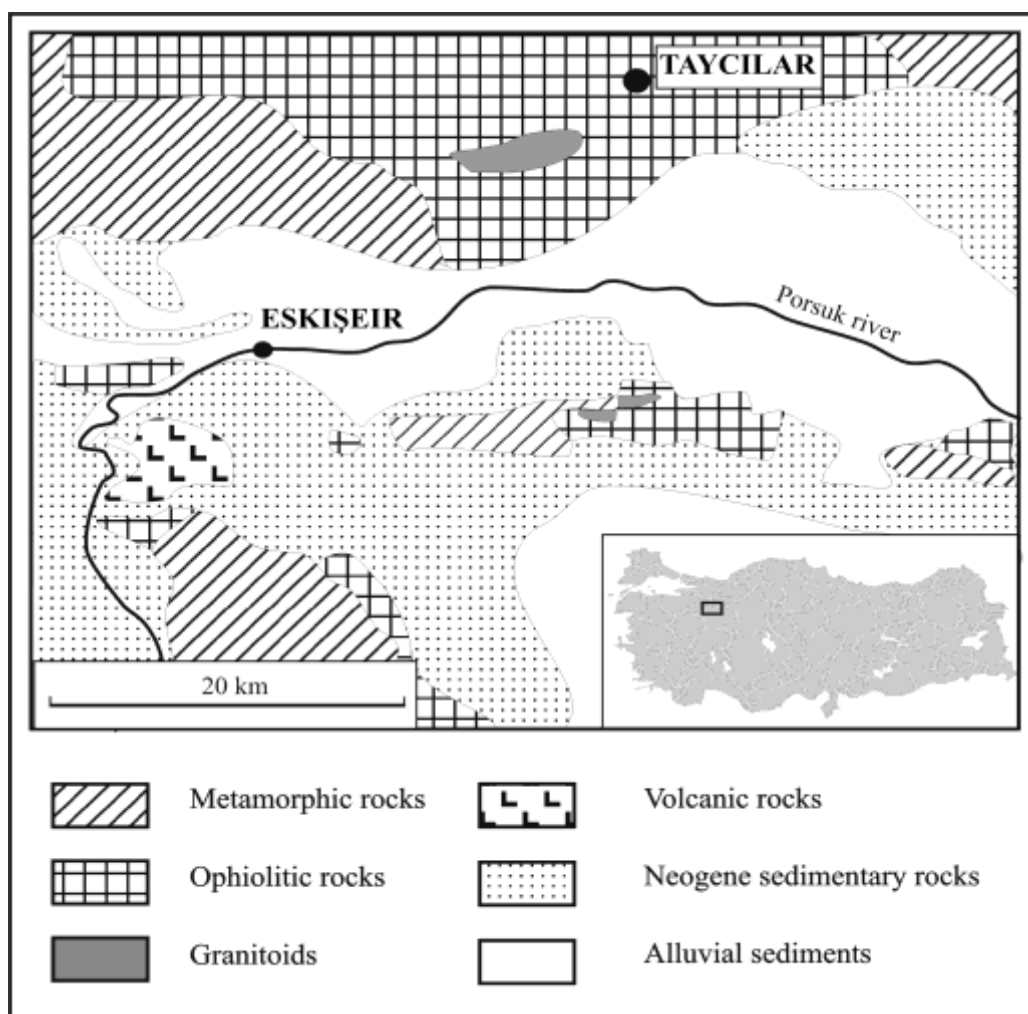 TAYCILAR
Porsuk river
ESKIŞEIR
20 km
Metamorphic rocks
Volcanic rocks
Ophiolitic rocks
Neogene sedimentary rocks
Granitoids
Alluvial sediments